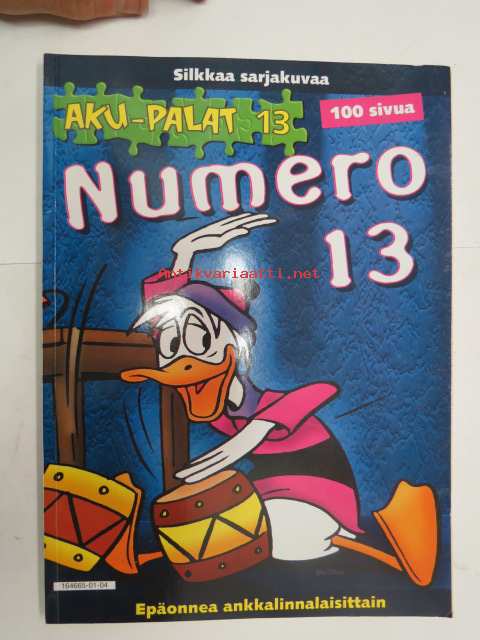 Silkkaa sarjakuvaa
AKU-PALAT 13
100 sivua
Numero
13
Antikvariaatti.net
164665-01-04
Epäonnea ankkalinnalaisittain